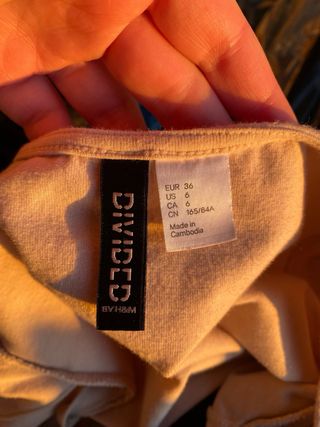 DIVIDED
BY H&M
EUR 36
US 6
CA 6
CN 165/84A
Made in
Cambodia